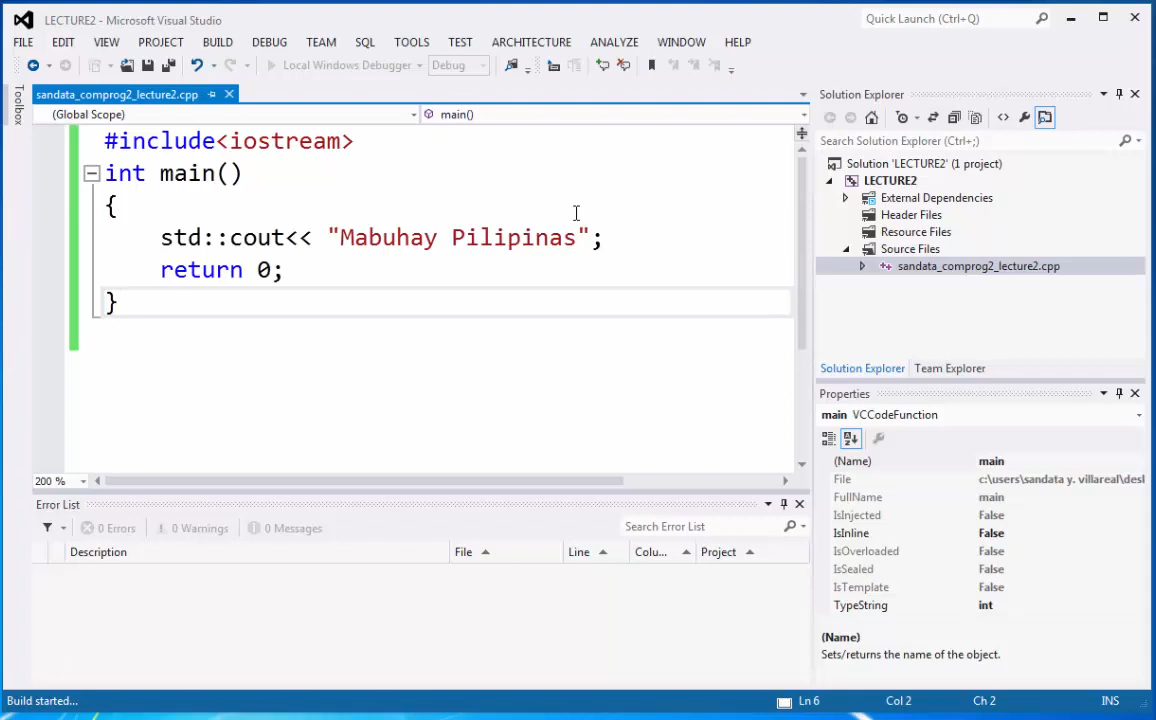 LECTURE2 - Microsoft Visual Studio
Quick Launch (Ctrl+Q)
FILE EDIT VIEW PROJECT BUILD DEBUG TEAM SQL TOOLS TEST ARCHITECTURE ANALYZE WINDOW HELP
Local Windows Debugger Debug
Toolbox
sandata_comprog2_lecture2.cpp
(Global Scope) main()
#include<iostream>
int main()
{
std::cout<< "Mabuhay Pilipinas";
return 0;
}
200 %
Error List
0 Errors 0 Warnings 0 Messages
Search Error List
Description File Line Colu... Project
Solution Explorer
Search Solution Explorer (Ctrl+;)
Solution 'LECTURE2' (1 project)
LECTURE2
External Dependencies
Header Files
Resource Files
Source Files
sandata_comprog2_lecture2.cpp
Solution Explorer Team Explorer
Properties
main VCCodeFunction
(Name) main
File c:\users\sandata y. villareal\desl
FullName main
IsInjected False
IsInline False
IsOverloaded False
IsSealed False
IsTemplate False
TypeString int
(Name)
Sets/returns the name of the object.
Build started... Ln 6 Col 2 Ch 2 INS